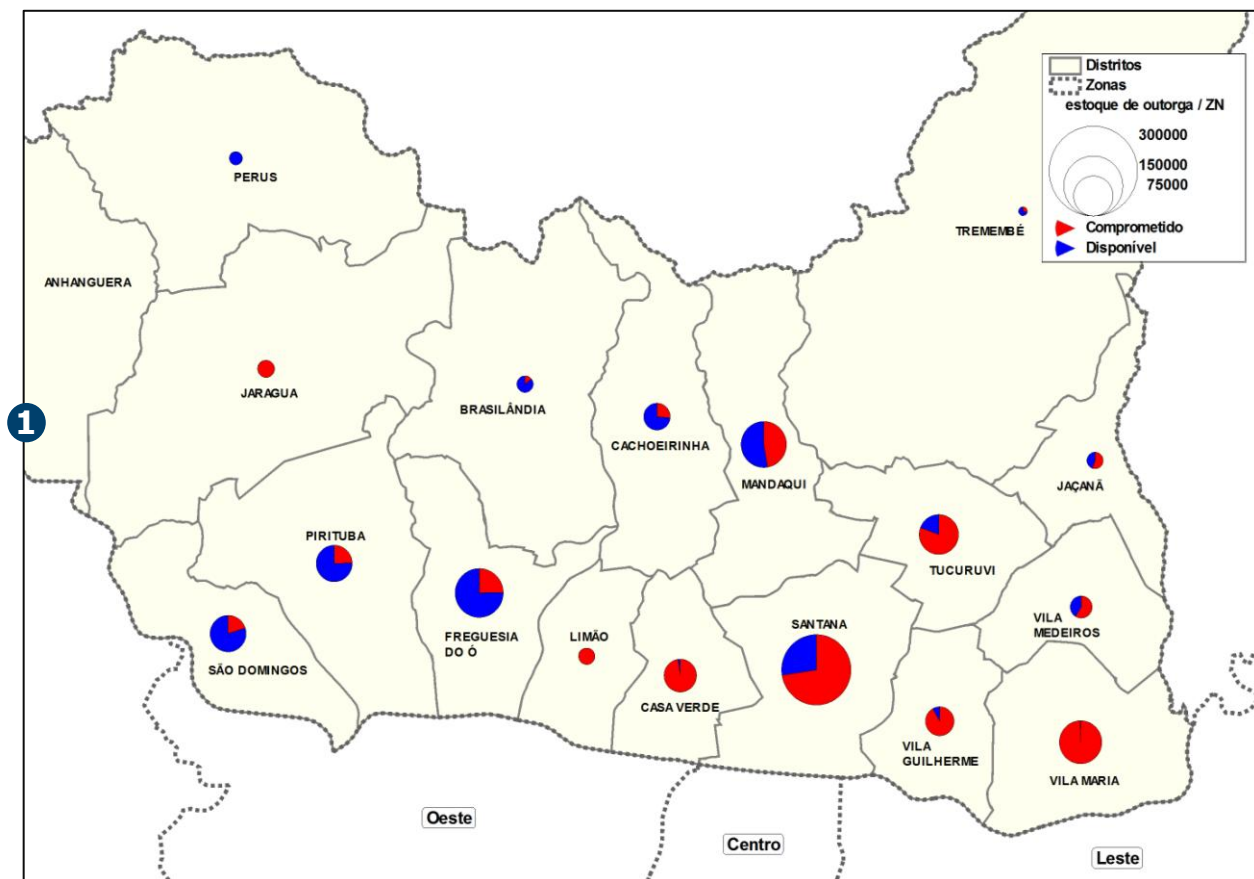 Distritos
Zonas
estoque de outorga / ZN
300000
150000
75000
Comprometido
Disponível
PERUS
TREMEMBÉ
ANHANGUERA
JARAGUA
BRASILÂNDIA
CACHOEIRINHA
MANDAQUI
JAÇANÃ
1
PIRITUBA
TUCURUVI
SÃO DOMINGOS
FREGUESIA
DO Ó
LIMÃO
CASA VERDE
SANTANA
VILA
MEDEIROS
VILA
GUILHERME
VILA MARIA
Oeste
Centro
Leste